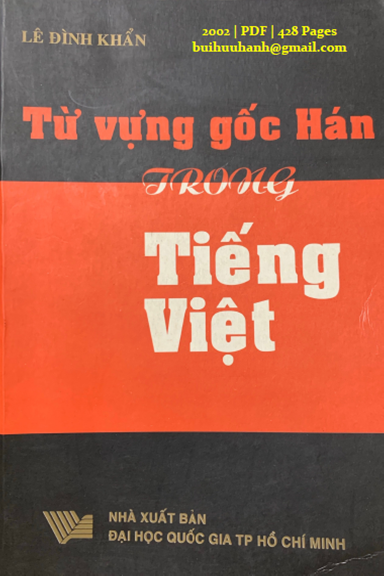 LÊ ĐÌNH KHẨN
2002 | PDF | 428 Pages
buihuuhanh@gmail.com
Từ vựng gốc Hán
TRONG
Tiếng
Việt
NHÀ XUẤT BẢN
ĐẠI HỌC QUỐC GIA TP HỒ CHÍ MINH